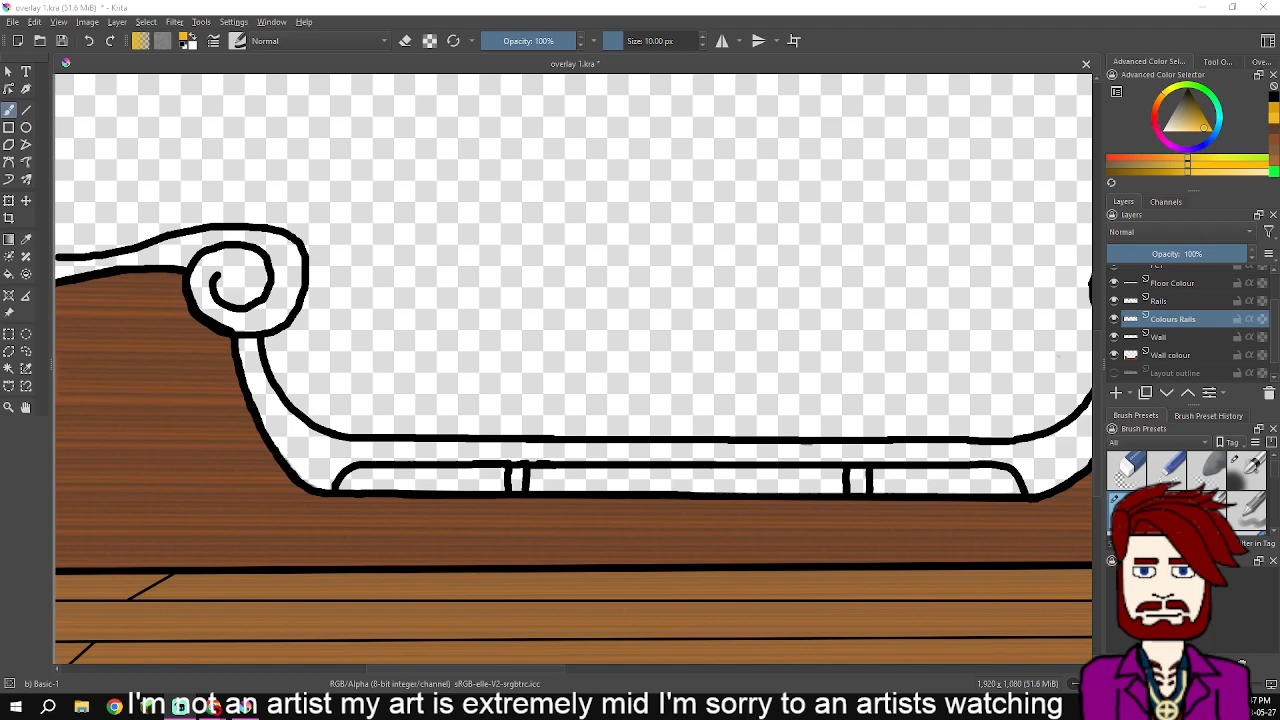 overlay 1.kra (51.6 MiB) * - Krita
File Edit View Image Layer Select Filter Tools Settings Window Help
Normal Opacity: 100% Size: 10.00 px
overlay 1.kra *
Advanced Color Sel... Tool O... Ove...
Advanced Color Selector
Layers Channels
Layers
Normal
Opacity: 100%
Floor Colour
Rails
Colours Rails
Wall
Wall colour
Layout outline
Brush Presets Brush Preset History
Brush Presets
All Tag
b) Basic-1 RGB/Alpha (8-bit integer/channel) sRGB-elle-V2-srgbtrc.icc 1,920 x 1,080 (51.6 MiB)
I'm not an artist my art is extremely mid I'm sorry to an artists watching